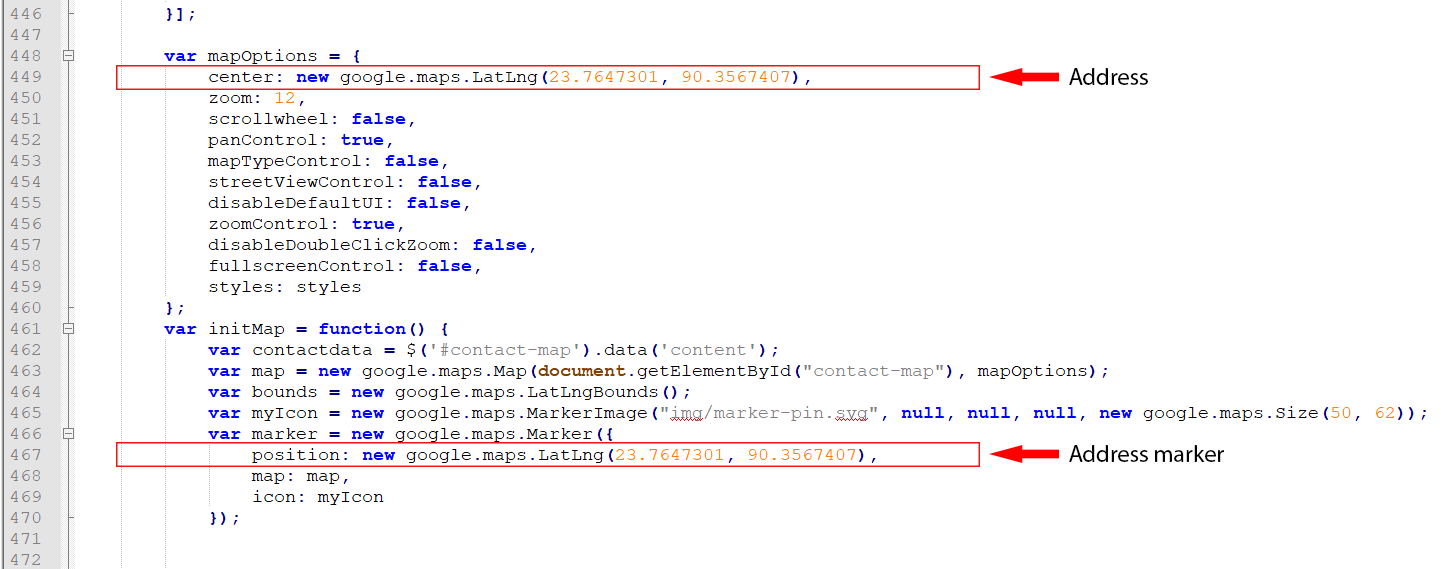 446 }];
447
448 var mapOptions = {
449 center: new google.maps.LatLng(23.7647301, 90.3567407), Address
450 zoom: 12,
451 scrollwheel: false,
452 panControl: true,
453 mapTypeControl: false,
454 streetViewControl: false,
455 disableDefaultUI: false,
456 zoomControl: true,
457 disableDoubleClickZoom: false,
458 fullscreenControl: false,
459 styles: styles
460 };
461 var initMap = function() {
462 var contactdata = $('#contact-map').data('content');
463 var map = new google.maps.Map(document.getElementById("contact-map"), mapOptions);
464 var bounds = new google.maps.LatLngBounds();
465 var myIcon = new google.maps.MarkerImage("img/marker-pin.svg", null, null, null, new google.maps.Size(50, 62));
466 var marker = new google.maps.Marker({
467 position: new google.maps.LatLng(23.7647301, 90.3567407), Address marker
468 map: map,
469 icon: myIcon
470 });
471
472